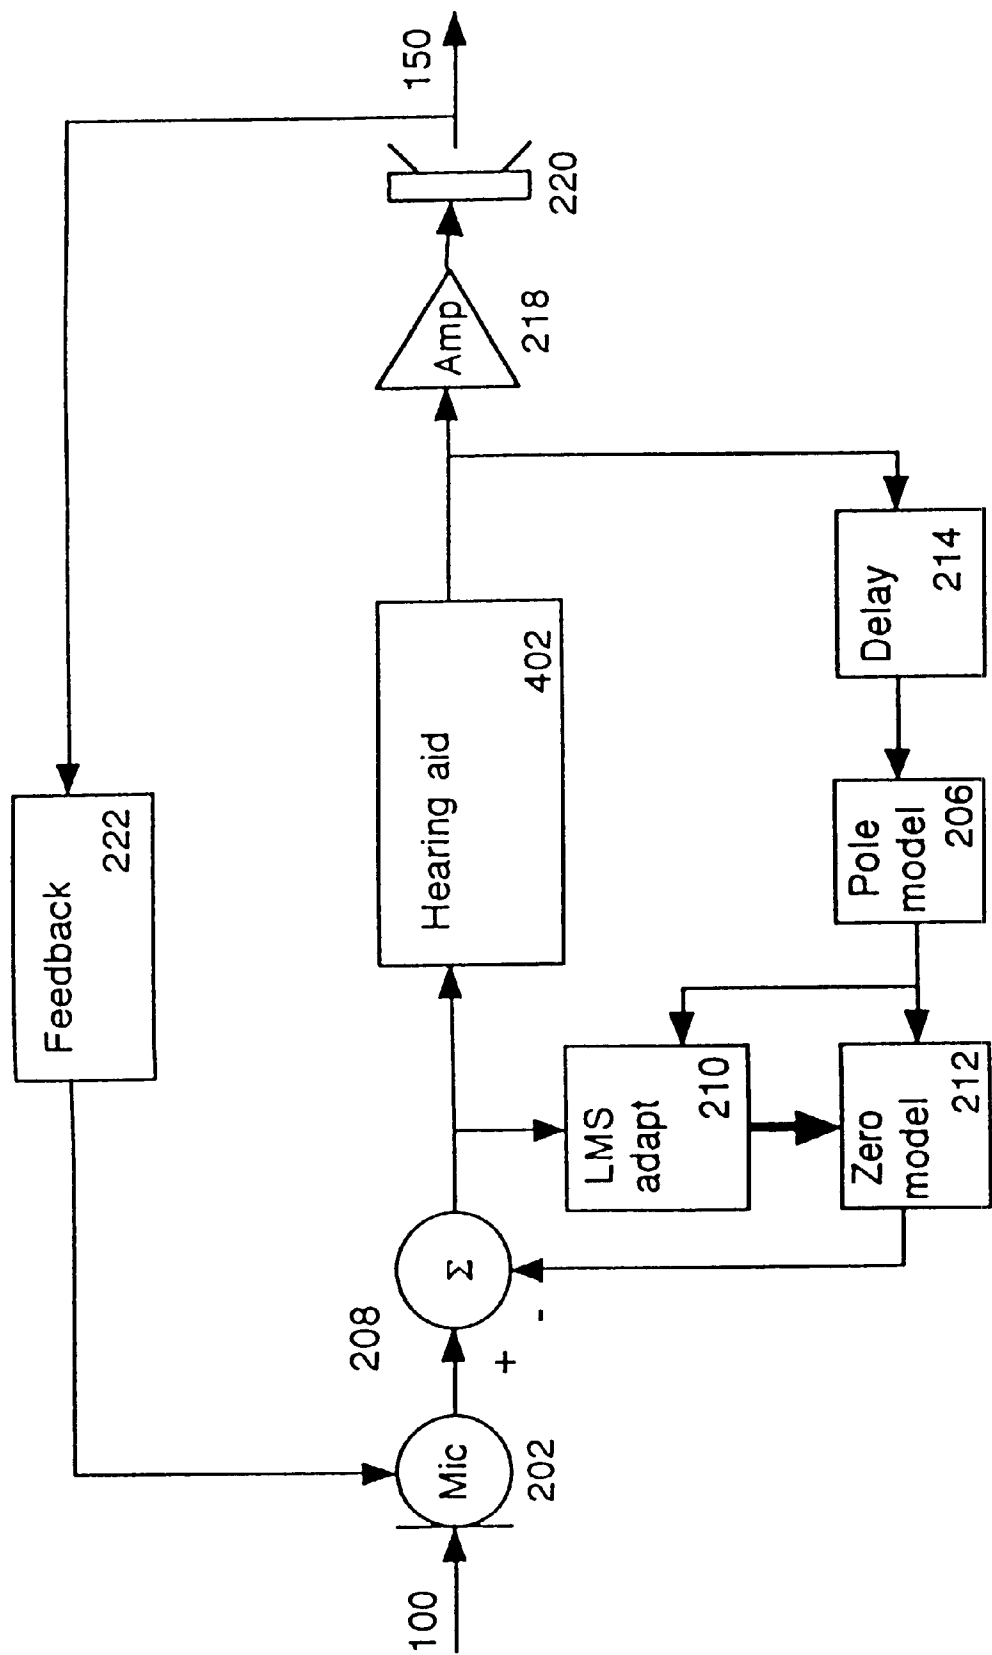 Feedback
222
100
Mic
202
+
208
Σ
-
Hearing aid
402
Amp
218
220
150
LMS
adapt
210
Zero
model
212
Pole
model
206
Delay
214